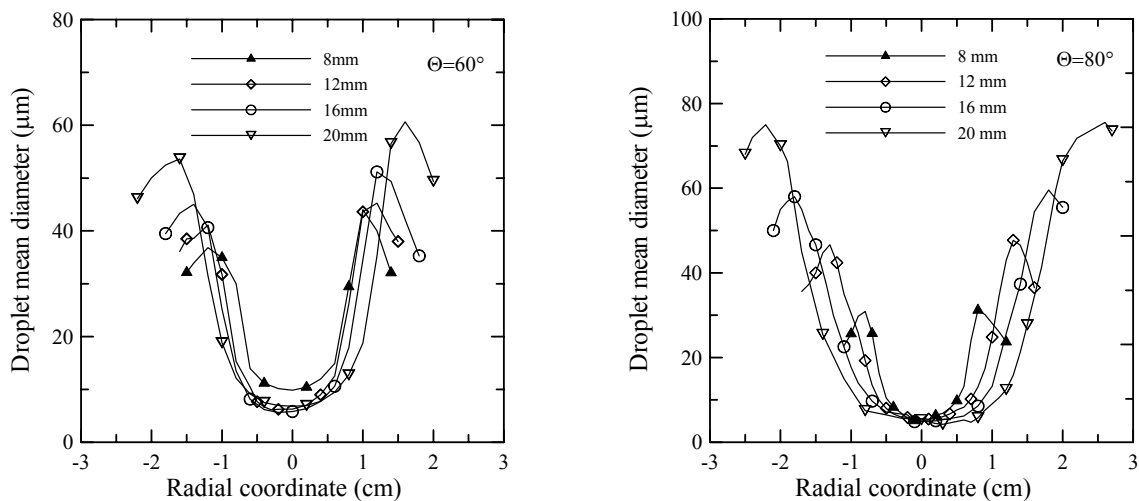 80
60
40
20
0
Droplet mean diameter (µm)
8mm
12mm
16mm
20mm
Θ=60°
-3 -2 -1 0 1 2 3
Radial coordinate (cm)
100
80
60
40
20
0
Droplet mean diameter (µm)
8 mm
12 mm
16 mm
20 mm
Θ=80°
-3 -2 -1 0 1 2 3
Radial coordinate (cm)